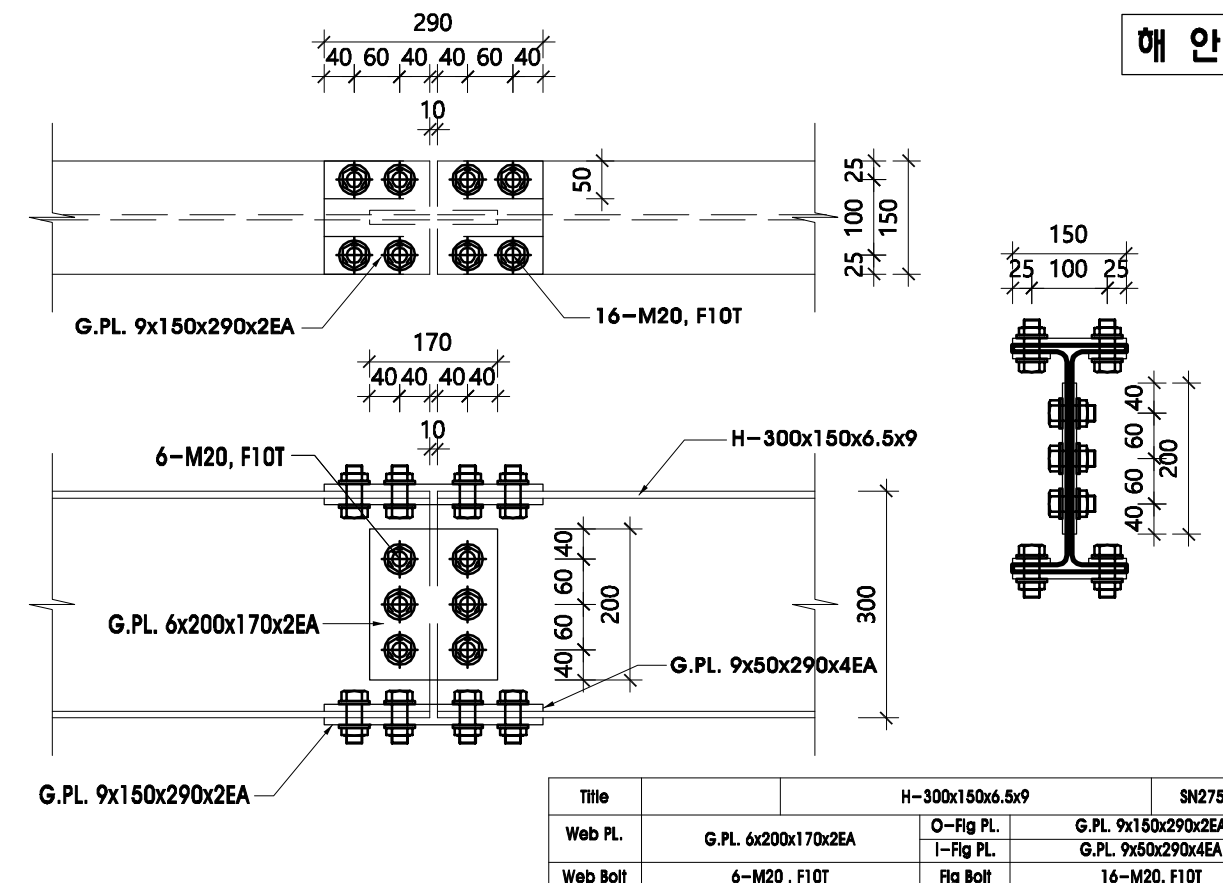 290
40 60 40 40 60 40
10
해 안
50
25
100
25
150
G.PL. 9x150x290x2EA
16-M20, F10T
150
25 100 25
170
40 40 40 40
10
H-300x150x6.5x9
6-M20, F10T
40
60
60
40
200
40
60
60
40
200
300
G.PL. 6x200x170x2EA
G.PL. 9x50x290x4EA
G.PL. 9x150x290x2EA
Title H-300x150x6.5x9 SN275
Web PL. G.PL. 6x200x170x2EA O-Flg PL. G.PL. 9x150x290x2EA
I-Flg PL. G.PL. 9x50x290x4EA
Web Bolt 6-M20 , F10T Flg Bolt 16-M20, F10T